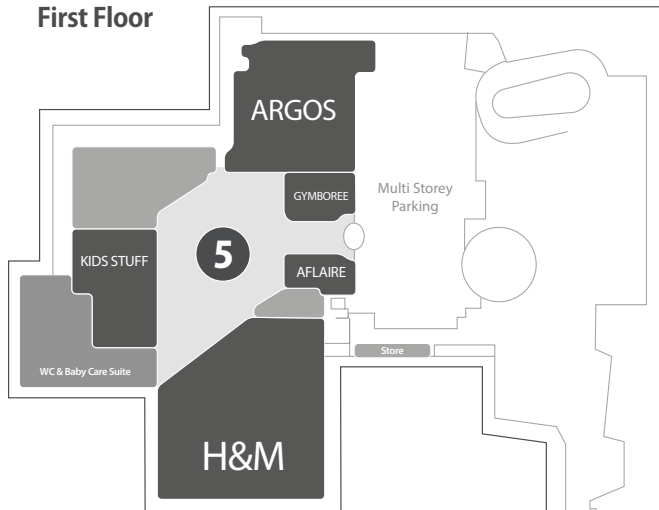 First Floor
ARGOS
GYMBOREE
Multi Storey
Parking
KIDS STUFF
5
AFLAIRE
Store
WC & Baby Care Suite
H&M